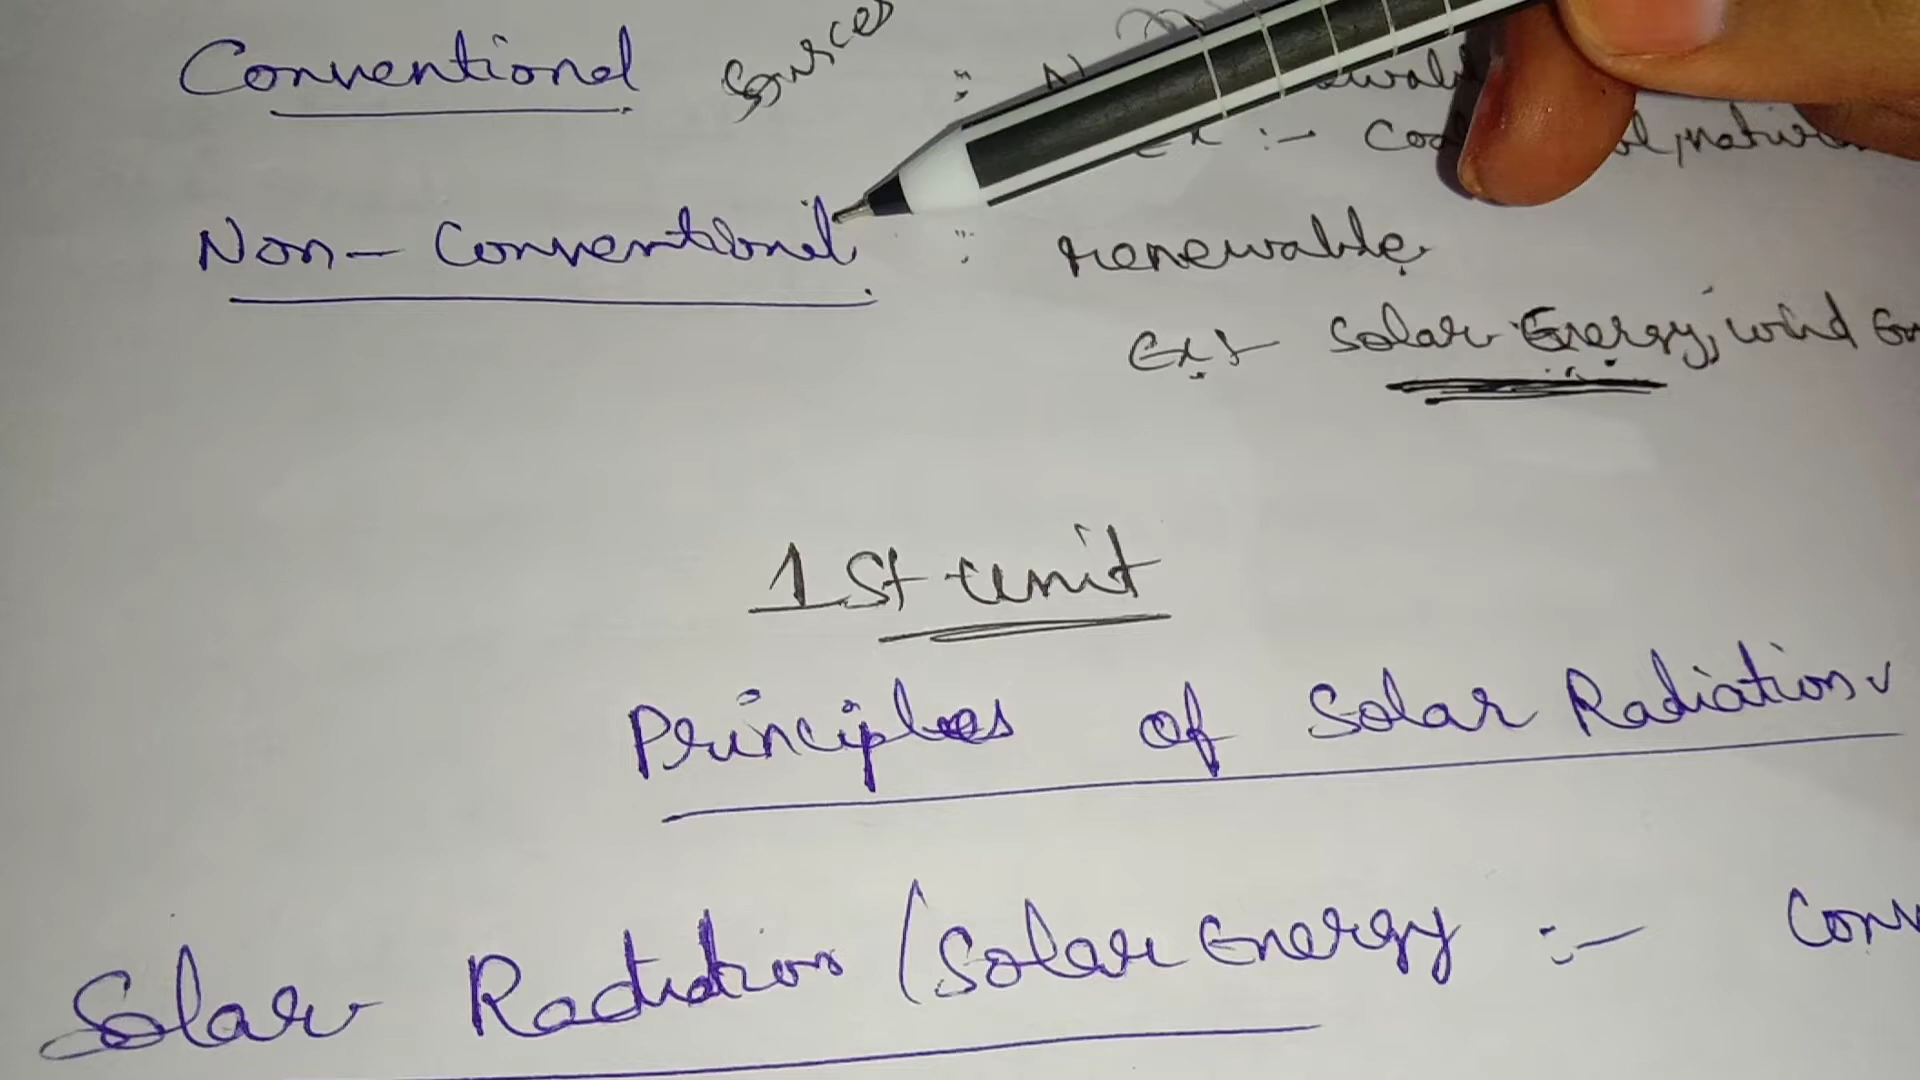 Conventional Sources :
Ex :-
Non- Conventional : renewable
Ex :- Solar Energy, wind
1st unit
Principles of Solar Radiation
Solar Radiation (Solar Energy :-